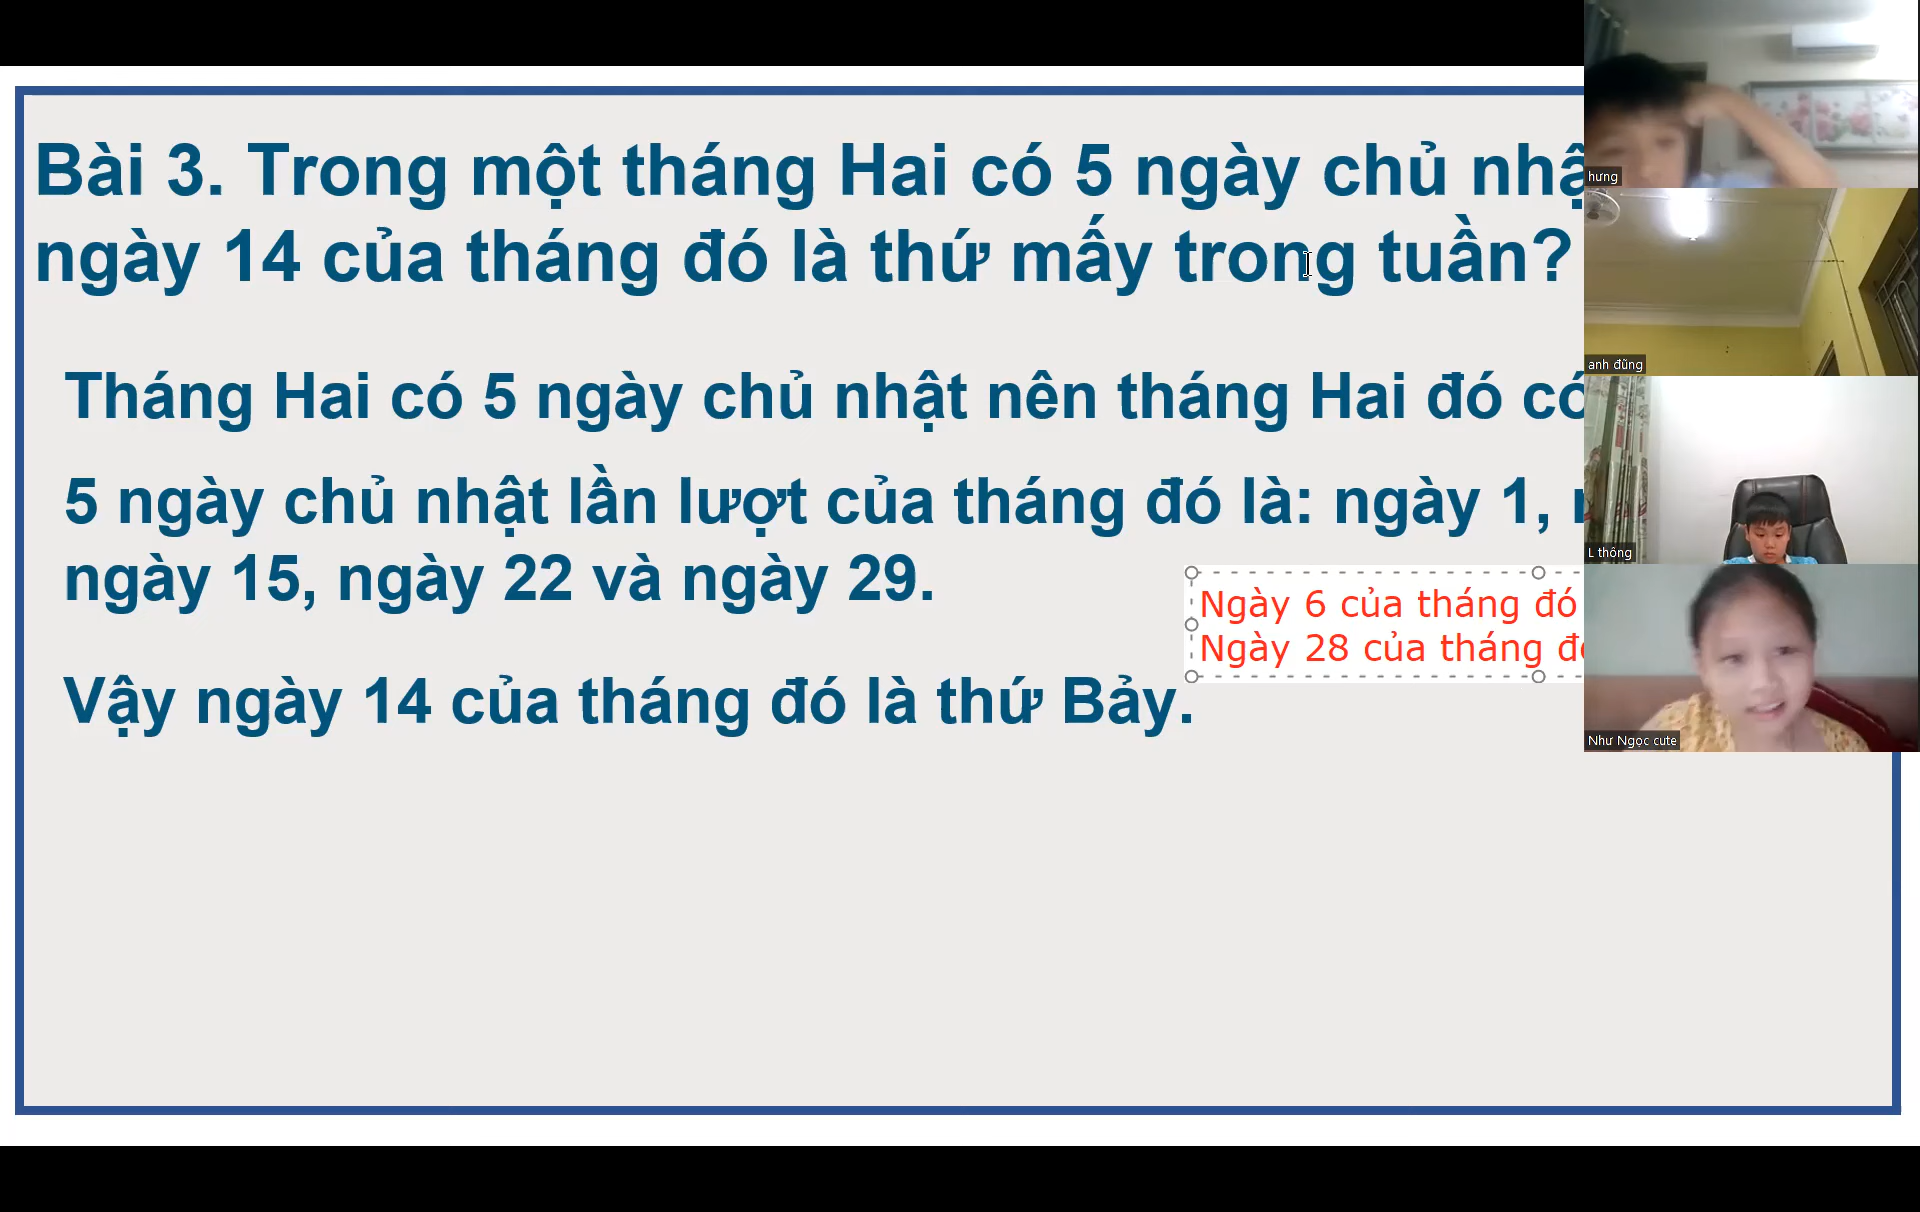 Bài 3. Trong một tháng Hai có 5 ngày chủ
ngày 14 của tháng đó là thứ mấy trong tuần?
Tháng Hai có 5 ngày chủ nhật nên tháng Hai đó có
5 ngày chủ nhật lần lượt của tháng đó là: ngày 1,
ngày 15, ngày 22 và ngày 29.
Ngày 6 của tháng đó
Ngày 28 của tháng
Vậy ngày 14 của tháng đó là thứ Bảy.
hưng
anh đũng
L thông
Như Ngọc cute